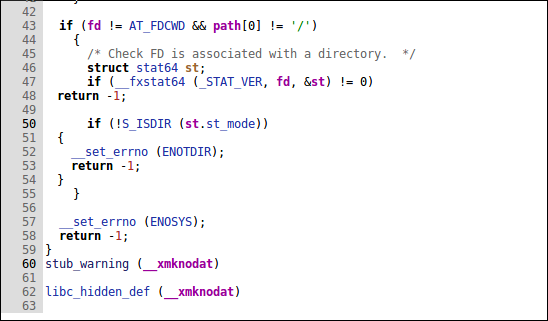 42
43 if (fd != AT_FDCWD && path[0] != '/')
44 {
45 /* Check FD is associated with a directory. */
46 struct stat64 st;
47 if (__fxstat64 (_STAT_VER, fd, &st) != 0)
48 return -1;
49
50 if (!S_ISDIR (st.st_mode))
51 {
52 __set_errno (ENOTDIR);
53 return -1;
54 }
55 }
56
57 __set_errno (ENOSYS);
58 return -1;
59 }
60 stub_warning (__xmknodat)
61
62 libc_hidden_def (__xmknodat)
63